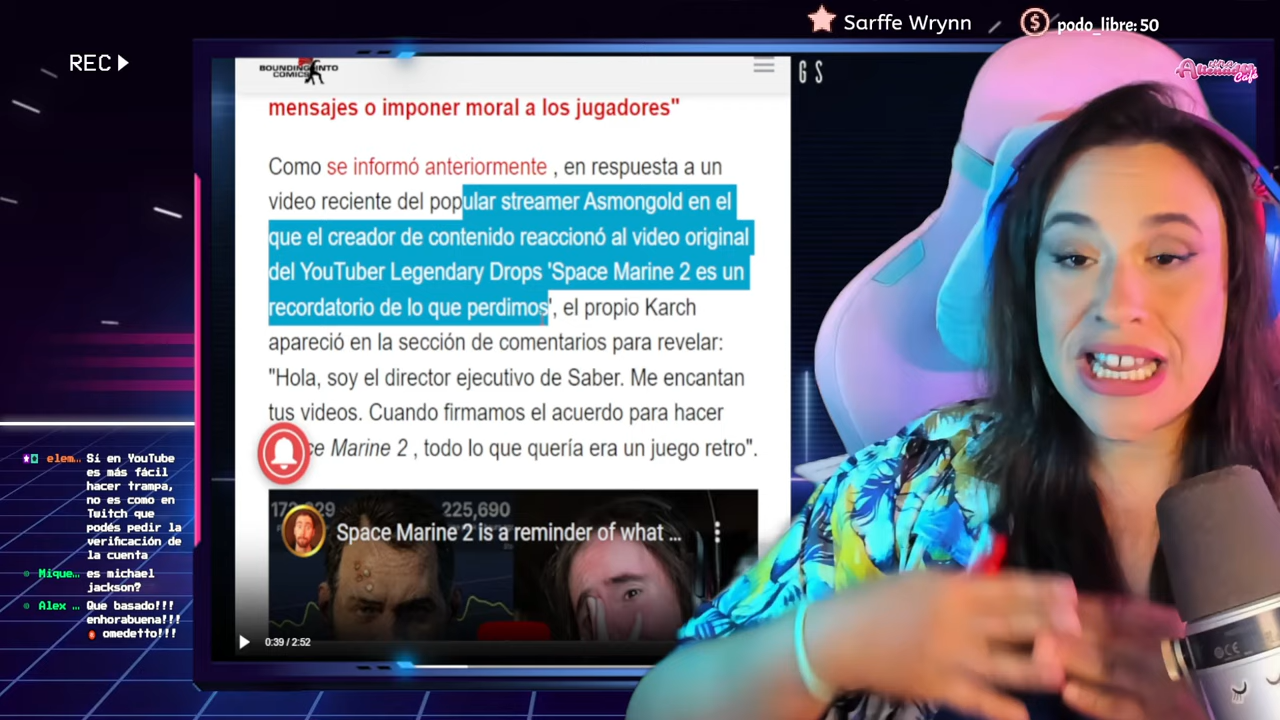 Sarffe Wrynn
podo_libre: 50
REC
BOUNDING INTO
COMICS
G S
Café
mensajes o imponer moral a los jugadores"
Como se informó anteriormente , en respuesta a un
video reciente del popular streamer Asmongold en el
que el creador de contenido reaccionó al video original
del YouTuber Legendary Drops 'Space Marine 2 es un
recordatorio de lo que perdimos', el propio Karch
apareció en la sección de comentarios para revelar:
"Hola, soy el director ejecutivo de Saber. Me encantan
tus videos. Cuando firmamos el acuerdo para hacer
ce Marine 2 , todo lo que quería era un juego retro".
225,690
Space Marine 2 is a reminder of what ...
0:39 / 2:52
elem... Si en YouTube
es más fácil
hacer trampa,
no es como en
Twitch que
podés pedir la
verificación de
la cuenta
Mique... es michael
jackson?
Alex ... Que basado!!!
enhorabuena!!!
omedetto!!!